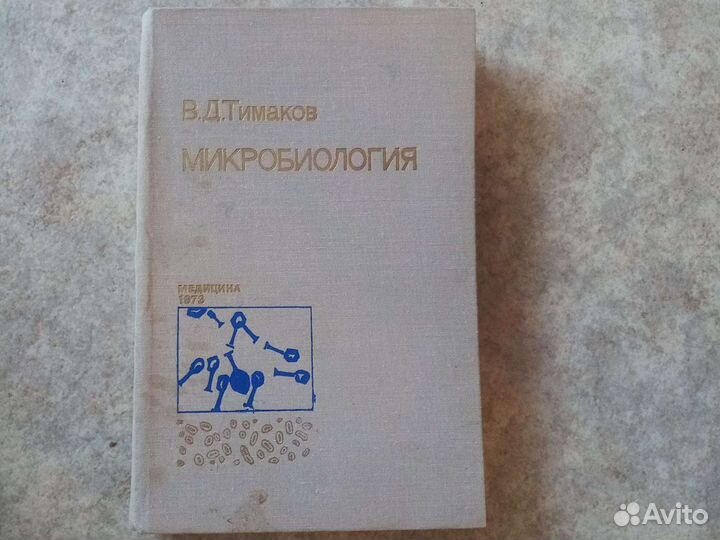 В.Д.Тимаков
МИКРОБИОЛОГИЯ
МЕДИЦИНА
1973
Avito